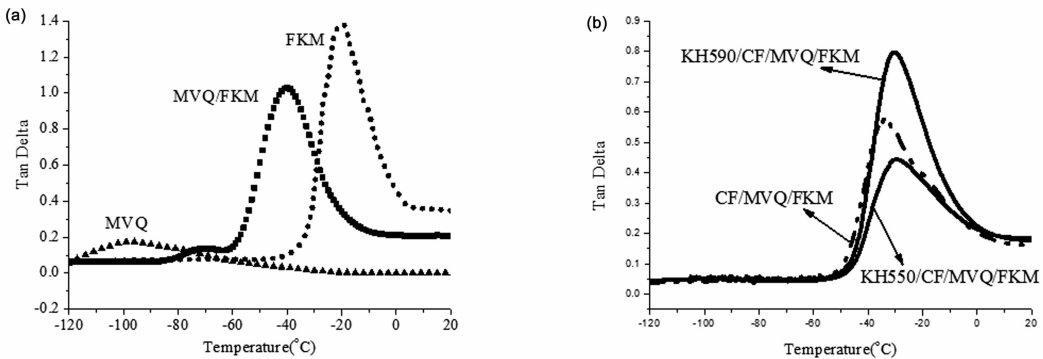 (a)
1.4
1.2
1.0
0.8
0.6
0.4
0.2
0.0
-0.2
Tan Delta
FKM
MVQ/FKM
MVQ
-120 -100 -80 -60 -40 -20 0 20
Temperature(°C)
(b)
0.9
0.8
0.7
0.6
0.5
0.4
0.3
0.2
0.1
0.0
Tan Delta
KH590/CF/MVQ/FKM
CF/MVQ/FKM
KH550/CF/MVQ/FKM
-120 -100 -80 -60 -40 -20 0 20
Temperature(°C)